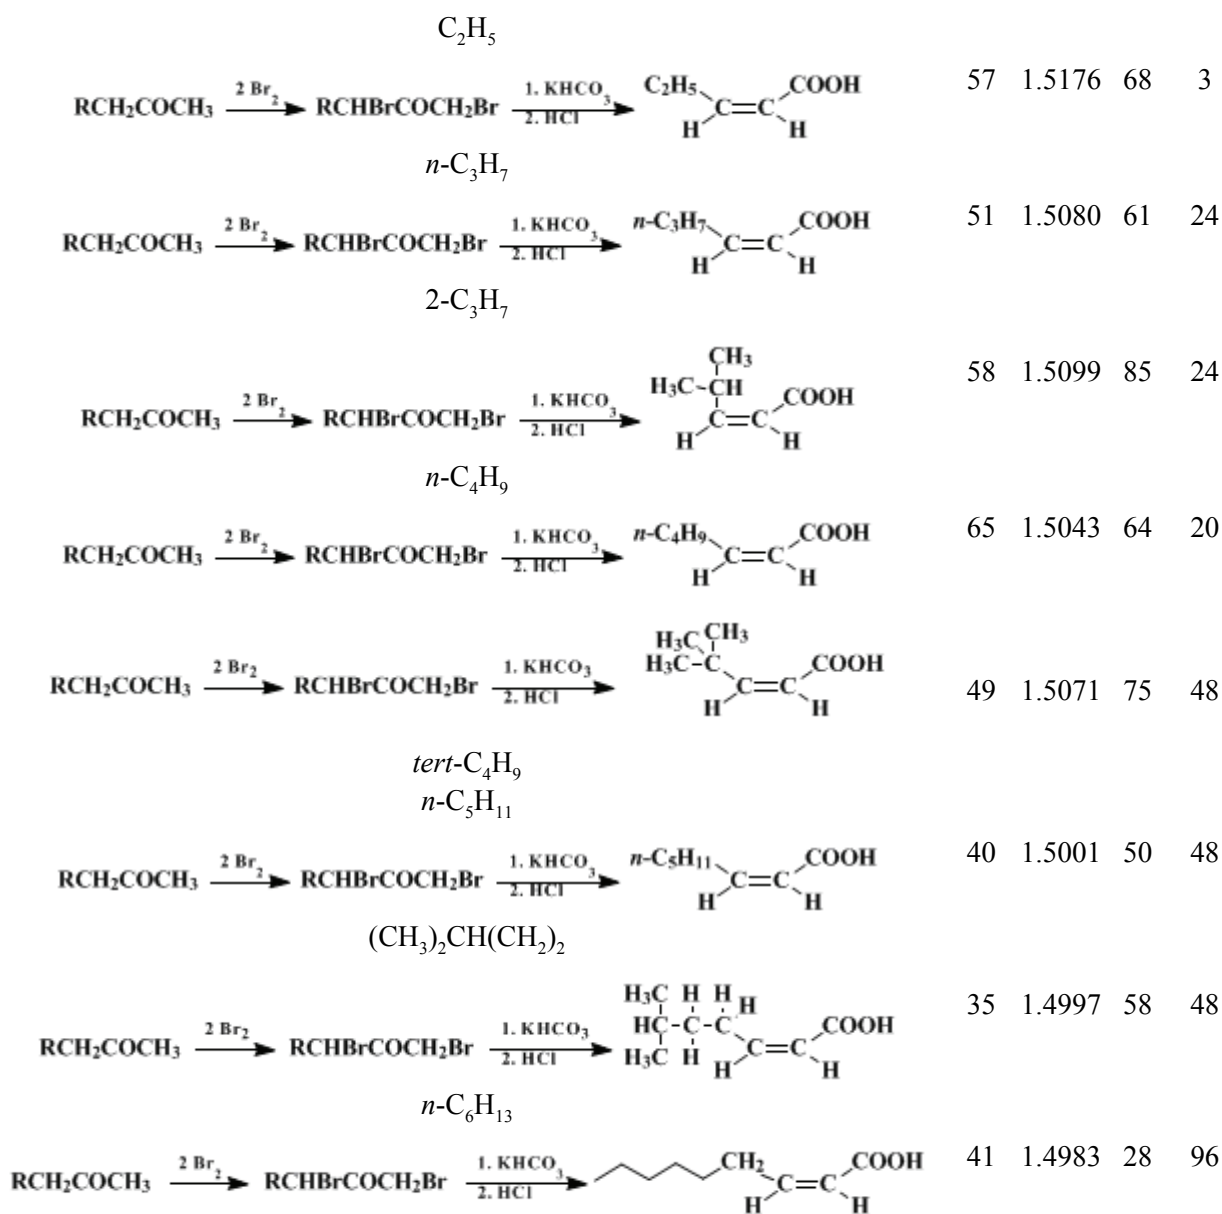 C₂H₅
RCH₂COCH₃ 2 Br₂ RCHBrCOCH₂Br 1. KHCO₃ 2. HCl C₂H₅ COOH C=C H H 57 1.5176 68 3
n-C₃H₇
RCH₂COCH₃ 2 Br₂ RCHBrCOCH₂Br 1. KHCO₃ 2. HCl n-C₃H₇ COOH C=C H H 51 1.5080 61 24
2-C₃H₇
RCH₂COCH₃ 2 Br₂ RCHBrCOCH₂Br 1. KHCO₃ 2. HCl CH₃ H₃C-CH COOH C=C H H 58 1.5099 85 24
n-C₄H₉
RCH₂COCH₃ 2 Br₂ RCHBrCOCH₂Br 1. KHCO₃ 2. HCl n-C₄H₉ COOH C=C H H 65 1.5043 64 20
RCH₂COCH₃ 2 Br₂ RCHBrCOCH₂Br 1. KHCO₃ 2. HCl H₃C CH₃ H₃C-C COOH C=C H H 49 1.5071 75 48
tert-C₄H₉
n-C₅H₁₁
RCH₂COCH₃ 2 Br₂ RCHBrCOCH₂Br 1. KHCO₃ 2. HCl n-C₅H₁₁ COOH C=C H H 40 1.5001 50 48
(CH₃)₂CH(CH₂)₂
RCH₂COCH₃ 2 Br₂ RCHBrCOCH₂Br 1. KHCO₃ 2. HCl H₃C H H H HC-C-C COOH H₃C H C=C H H 35 1.4997 58 48
n-C₆H₁₃
RCH₂COCH₃ 2 Br₂ RCHBrCOCH₂Br 1. KHCO₃ 2. HCl CH₂ COOH C=C H H 41 1.4983 28 96